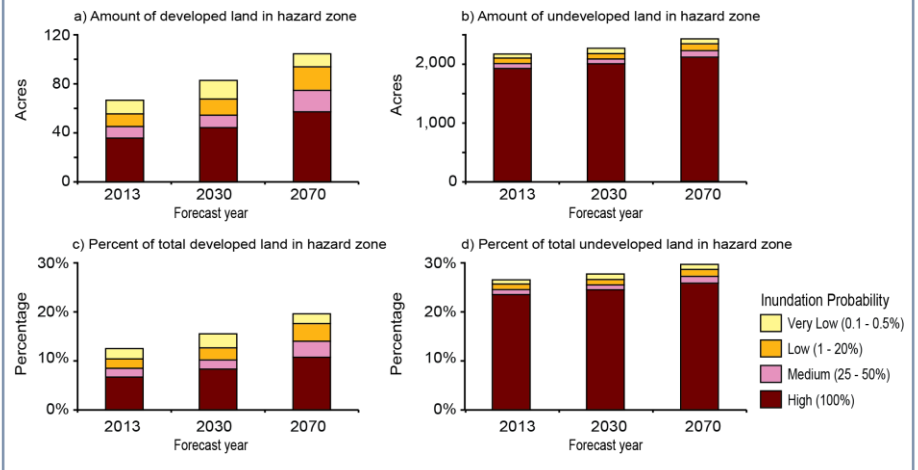 a) Amount of developed land in hazard zone
120
80
40
0
Acres
2013 2030 2070
Forecast year
b) Amount of undeveloped land in hazard zone
2,000
1,000
0
Acres
2013 2030 2070
Forecast year
c) Percent of total developed land in hazard zone
30%
20%
10%
0%
Percentage
2013 2030 2070
Forecast year
d) Percent of total undeveloped land in hazard zone
30%
20%
10%
0%
Percentage
2013 2030 2070
Forecast year
Inundation Probability
Very Low (0.1 - 0.5%)
Low (1 - 20%)
Medium (25 - 50%)
High (100%)